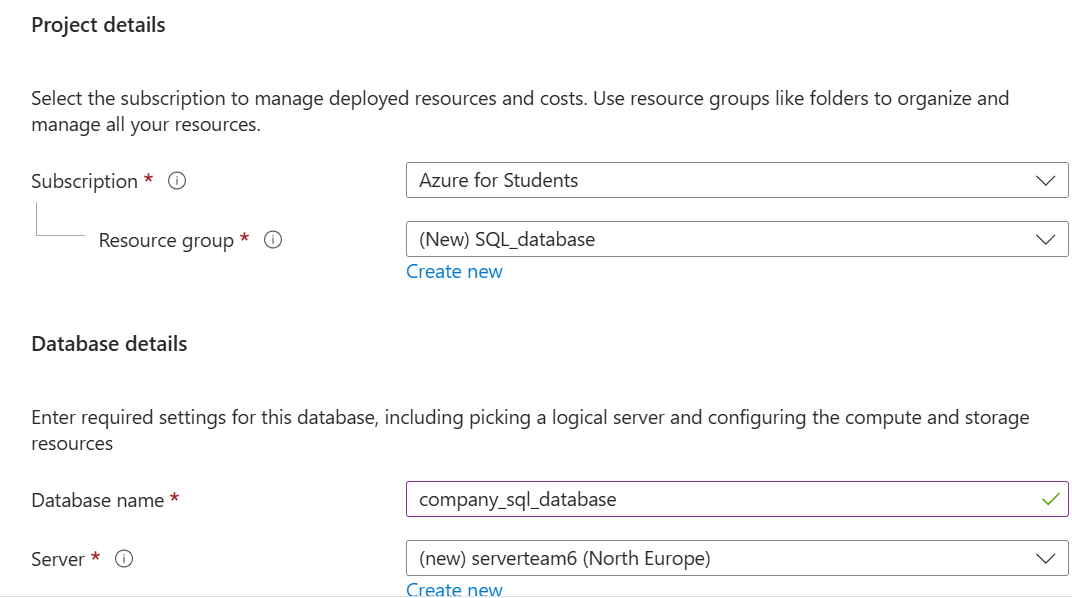 Project details
Select the subscription to manage deployed resources and costs. Use resource groups like folders to organize and
manage all your resources.
Subscription * Azure for Students
Resource group * (New) SQL_database
Create new
Database details
Enter required settings for this database, including picking a logical server and configuring the compute and storage
resources
Database name * company_sql_database
Server * (new) serverteam6 (North Europe)
Create new